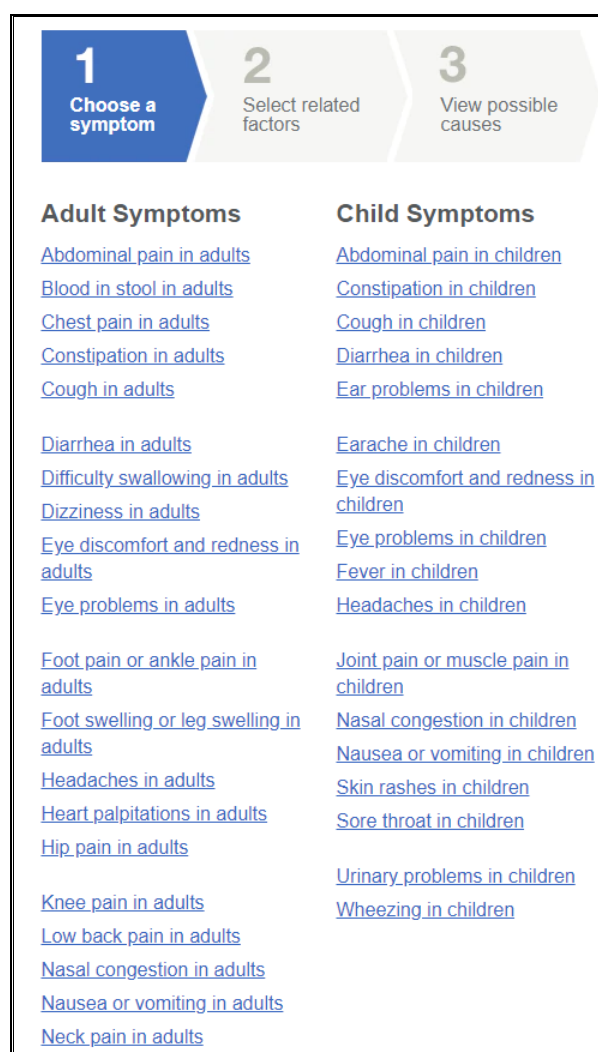 1
Choose a
symptom
2
Select related
factors
3
View possible
causes
Adult Symptoms
Abdominal pain in adults
Blood in stool in adults
Chest pain in adults
Constipation in adults
Cough in adults
Diarrhea in adults
Difficulty swallowing in adults
Dizziness in adults
Eye discomfort and redness in
adults
Eye problems in adults
Foot pain or ankle pain in
adults
Foot swelling or leg swelling in
adults
Headaches in adults
Heart palpitations in adults
Hip pain in adults
Knee pain in adults
Low back pain in adults
Nasal congestion in adults
Nausea or vomiting in adults
Neck pain in adults
Child Symptoms
Abdominal pain in children
Constipation in children
Cough in children
Diarrhea in children
Ear problems in children
Earache in children
Eye discomfort and redness in
children
Eye problems in children
Fever in children
Headaches in children
Joint pain or muscle pain in
children
Nasal congestion in children
Nausea or vomiting in children
Skin rashes in children
Sore throat in children
Urinary problems in children
Wheezing in children